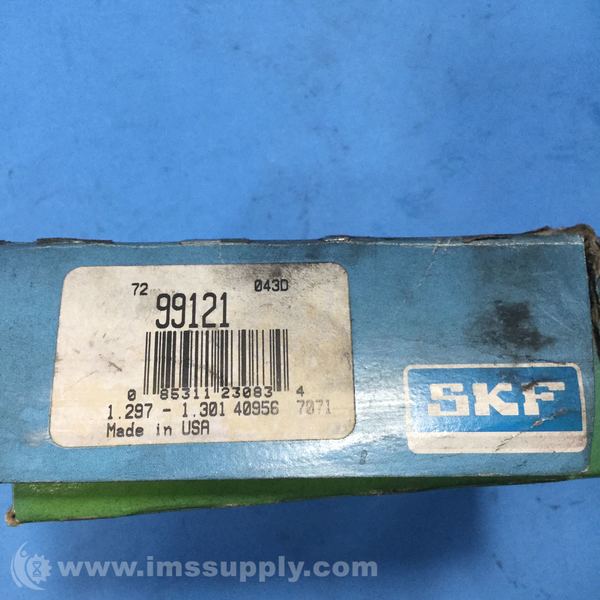 72 043D
99121
0 85311 23083 4
1.297 - 1.301 40956 7071
Made in USA
SKF
www.imssupply.com